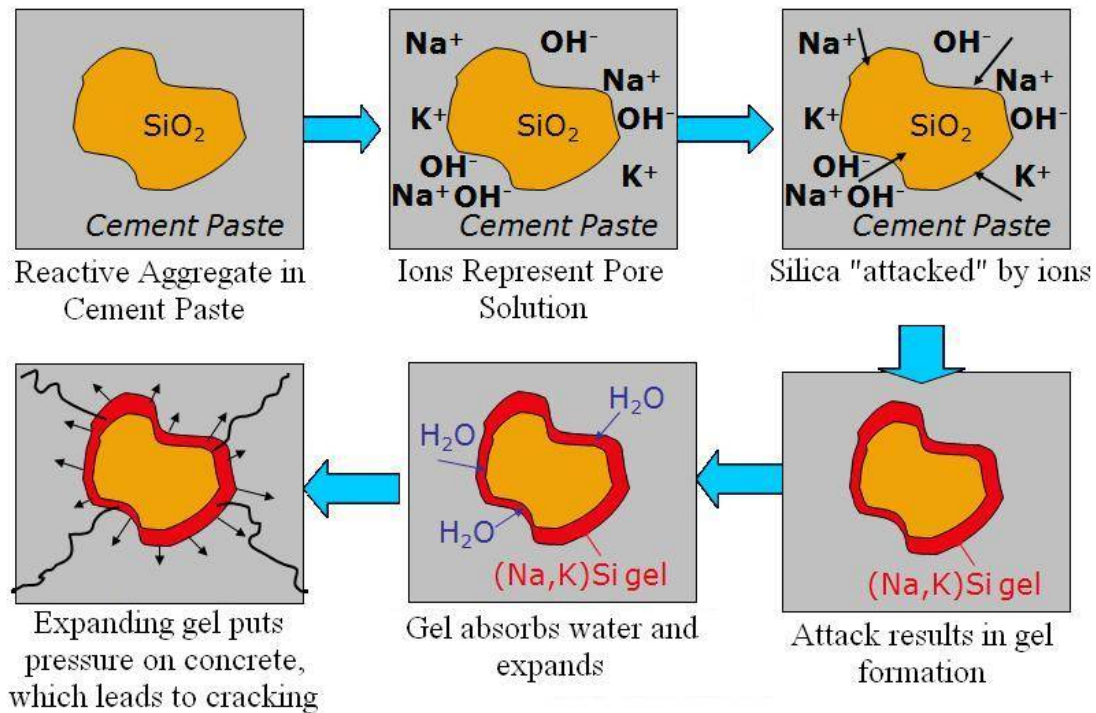 SiO₂
Cement Paste
Reactive Aggregate in
Cement Paste
Na⁺
OH⁻
Na⁺
K⁺
SiO₂
OH⁻
OH⁻
K⁺
Na⁺ OH⁻
Cement Paste
Ions Represent Pore
Solution
Na⁺
OH⁻
Na⁺
K⁺
SiO₂
OH⁻
OH⁻
K⁺
Na⁺ OH⁻
Cement Paste
Silica "attacked" by ions
(Na,K)Si gel
Attack results in gel
formation
H₂O
H₂O
H₂O
(Na,K)Si gel
Gel absorbs water and
expands
Expanding gel puts
pressure on concrete,
which leads to cracking